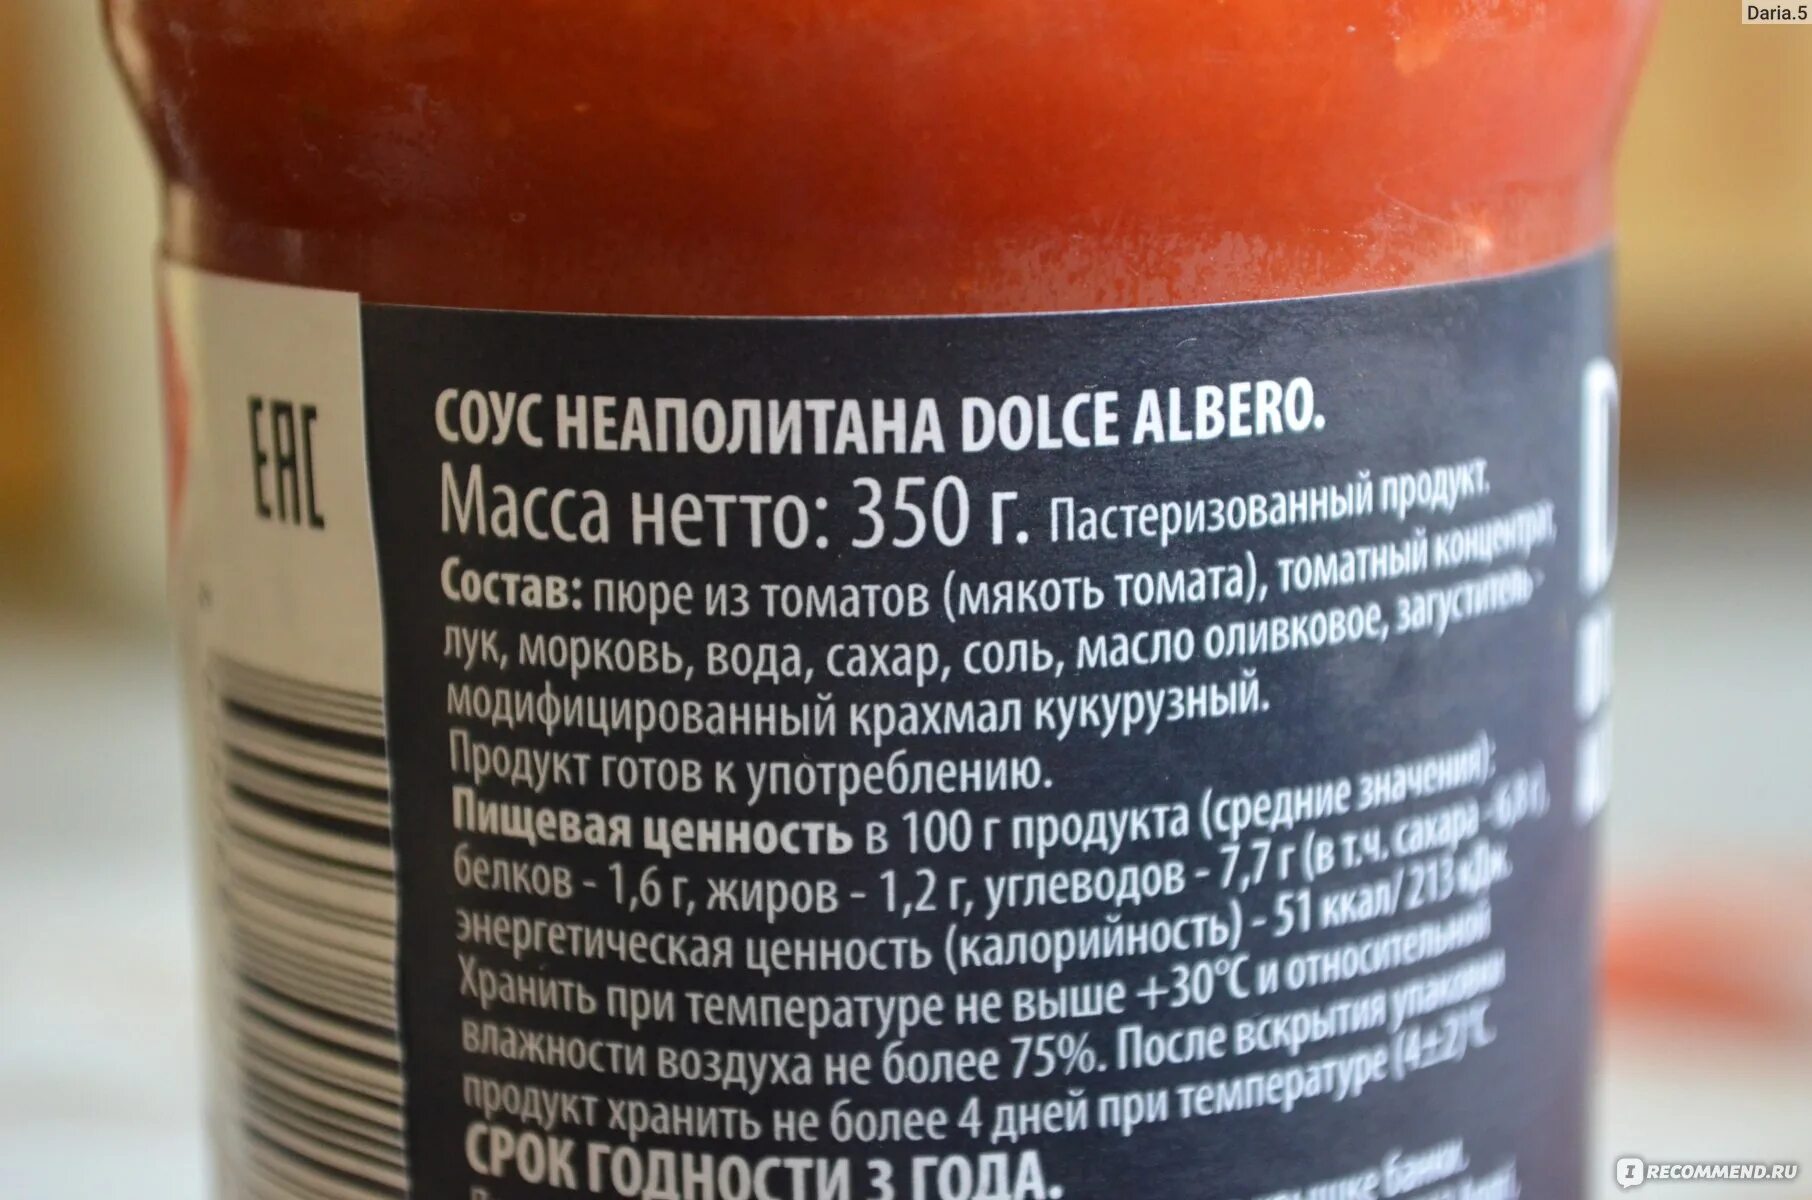 Daria.5
ЕАС
СОУС НЕАПОЛИТАНА DOLCE ALBERO.
Масса нетто: 350 г. Пастеризованный продукт.
Состав: пюре из томатов (мякоть томата), томатный концентрат,
лук, морковь, вода, сахар, соль, масло оливковое, загуститель -
модифицированный крахмал кукурузный.
Продукт готов к употреблению.
Пищевая ценность в 100 г продукта (средние значения):
белков - 1,6 г, жиров - 1,2 г, углеводов - 7,7 г (в т.ч. сахара - 6,8 г),
энергетическая ценность (калорийность) - 51 ккал/ 213 кДж.
Хранить при температуре не выше +30°С и относительной
влажности воздуха не более 75%. После вскрытия упаковки
продукт хранить не более 4 дней при температуре (4±2)°С
СРОК ГОДНОСТИ 3 ГОДА.
банки.
IRECOMMEND.RU